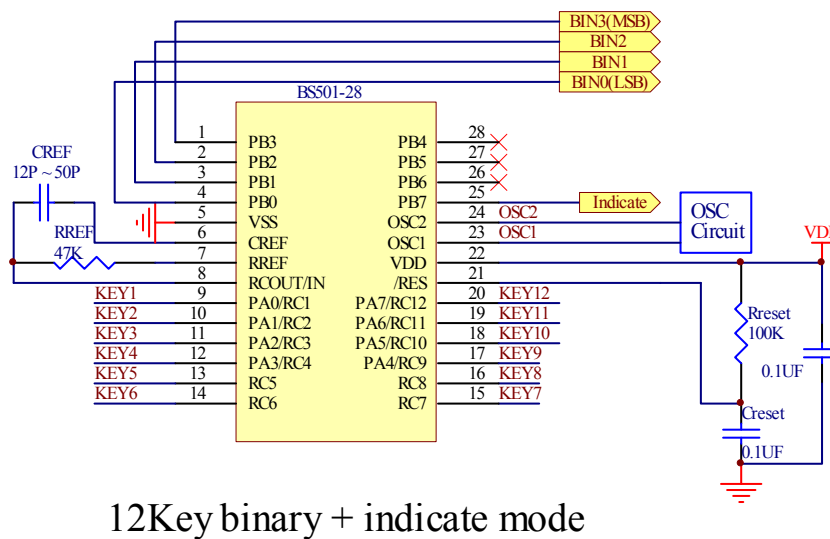 BIN3(MSB)
BIN2
BIN1
BIN0(LSB)
BS501-28
1 PB3 PB4 28
2 PB2 PB5 27
3 PB1 PB6 26
4 PB0 PB7 25 Indicate
5 VSS OSC2 24 OSC2
6 CREF OSC1 23 OSC1
7 RREF VDD 22
8 RCOUT/IN /RES 21
KEY1 9 PA0/RC1 PA7/RC12 20 KEY12
KEY2 10 PA1/RC2 PA6/RC11 19 KEY11
KEY3 11 PA2/RC3 PA5/RC10 18 KEY10
KEY4 12 PA3/RC4 PA4/RC9 17 KEY9
KEY5 13 RC5 RC8 16 KEY8
KEY6 14 RC6 RC7 15 KEY7
CREF
12P ~ 50P
RREF
47K
OSC
Circuit
Rreset
100K
0.1UF
Creset
0.1UF
12Key binary + indicate mode